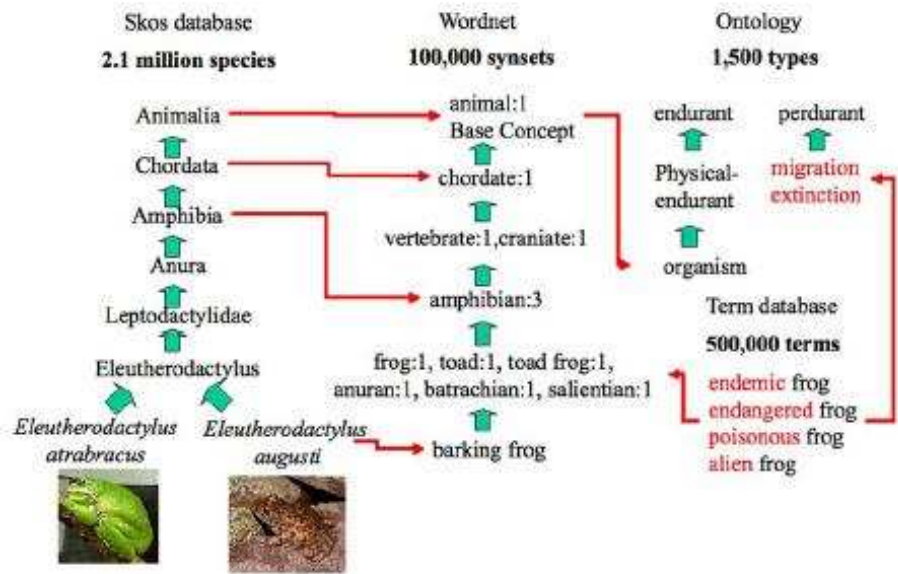 Skos database
2.1 million species
Animalia
Chordata
Amphibia
Anura
Leptodactylidae
Eleutherodactylus
Eleutherodactylus
atrabracus
Eleutherodactylus
augusti
Wordnet
100,000 synsets
animal:1
Base Concept
chordate:1
vertebrate:1,craniate:1
amphibian:3
frog:1, toad:1, toad frog:1,
anuran:1, batrachian:1, salientian:1
barking frog
Ontology
1,500 types
endurant
perdurant
Physical-
endurant
migration
extinction
organism
Term database
500,000 terms
endemic frog
endangered frog
poisonous frog
alien frog